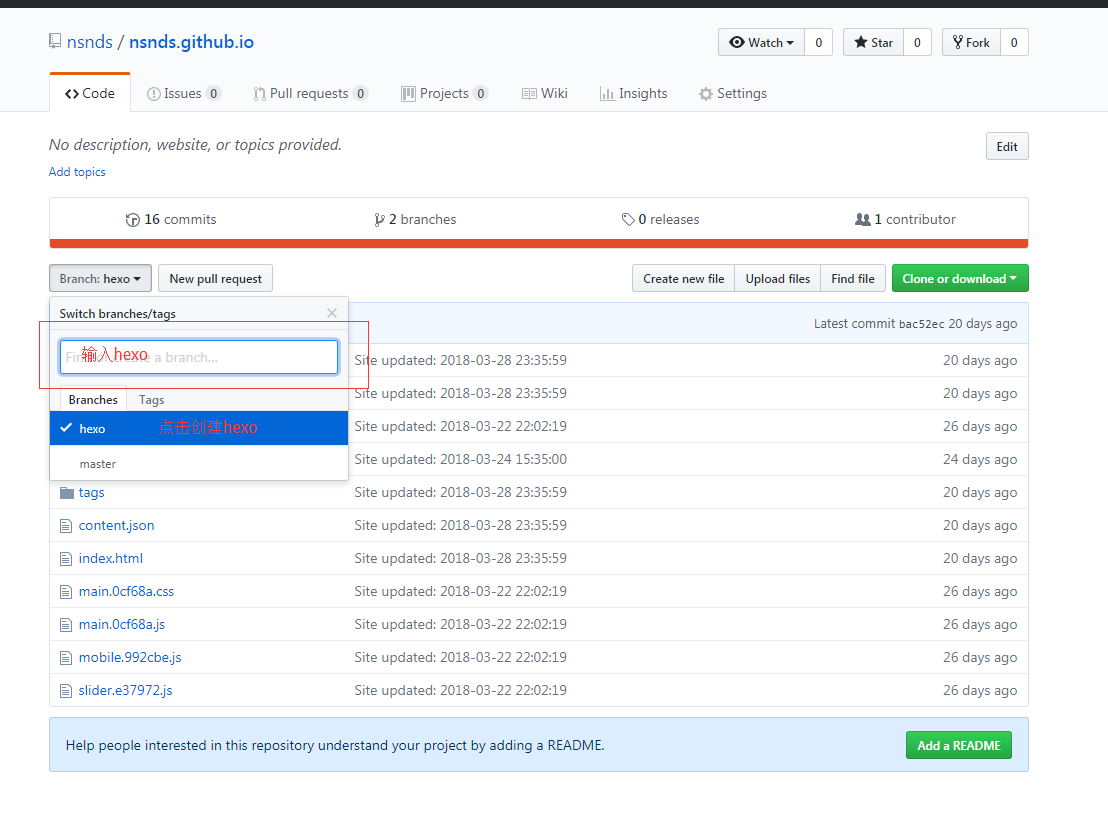 nsnds / nsnds.github.io
Watch 0 Star 0 Fork 0
Code Issues 0 Pull requests 0 Projects 0 Wiki Insights Settings
No description, website, or topics provided.
Edit
Add topics
16 commits 2 branches 0 releases 1 contributor
Branch: hexo New pull request Create new file Upload files Find file Clone or download
Switch branches/tags
Latest commit bac52ec 20 days ago
Find or create a branch...
输入hexo
Site updated: 2018-03-28 23:35:59 20 days ago
Site updated: 2018-03-28 23:35:59 20 days ago
Branches Tags
hexo 点击创建hexo
Site updated: 2018-03-22 22:02:19 26 days ago
master
Site updated: 2018-03-24 15:35:00 24 days ago
tags Site updated: 2018-03-28 23:35:59 20 days ago
content.json Site updated: 2018-03-28 23:35:59 20 days ago
index.html Site updated: 2018-03-28 23:35:59 20 days ago
main.0cf68a.css Site updated: 2018-03-22 22:02:19 26 days ago
main.0cf68a.js Site updated: 2018-03-22 22:02:19 26 days ago
mobile.992cbe.js Site updated: 2018-03-22 22:02:19 26 days ago
slider.e37972.js Site updated: 2018-03-22 22:02:19 26 days ago
Help people interested in this repository understand your project by adding a README.
Add a README